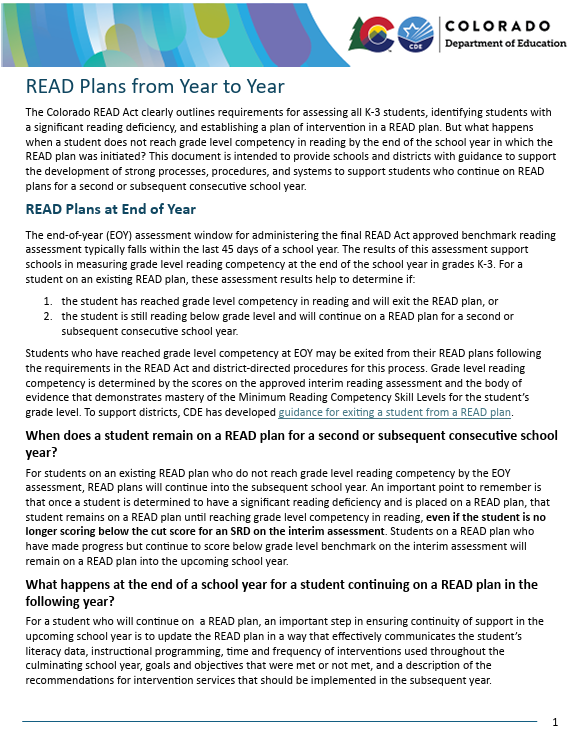 COLORADO
Department of Education
CDE
READ Plans from Year to Year
The Colorado READ Act clearly outlines requirements for assessing all K-3 students, identifying students with
a significant reading deficiency, and establishing a plan of intervention in a READ plan. But what happens
when a student does not reach grade level competency in reading by the end of the school year in which the
READ plan was initiated? This document is intended to provide schools and districts with guidance to support
the development of strong processes, procedures, and systems to support students who continue on READ
plans for a second or subsequent consecutive school year.
READ Plans at End of Year
The end-of-year (EOY) assessment window for administering the final READ Act approved benchmark reading
assessment typically falls within the last 45 days of a school year. The results of this assessment support
schools in measuring grade level reading competency at the end of the school year in grades K-3. For a
student on an existing READ plan, these assessment results help to determine if:
1. the student has reached grade level competency in reading and will exit the READ plan, or
2. the student is still reading below grade level and will continue on a READ plan for a second or
subsequent consecutive school year.
Students who have reached grade level competency at EOY may be exited from their READ plans following
the requirements in the READ Act and district-directed procedures for this process. Grade level reading
competency is determined by the scores on the approved interim reading assessment and the body of
evidence that demonstrates mastery of the Minimum Reading Competency Skill Levels for the student's
grade level. To support districts, CDE has developed guidance for exiting a student from a READ plan.
When does a student remain on a READ plan for a second or subsequent consecutive school
year?
For students on an existing READ plan who do not reach grade level reading competency by the EOY
assessment, READ plans will continue into the subsequent school year. An important point to remember is
that once a student is determined to have a significant reading deficiency and is placed on a READ plan, that
student remains on a READ plan until reaching grade level competency in reading, even if the student is no
longer scoring below the cut score for an SRD on the interim assessment. Students on a READ plan who
have made progress but continue to score below grade level benchmark on the interim assessment will
remain on a READ plan into the upcoming school year.
What happens at the end of a school year for a student continuing on a READ plan in the
following year?
For a student who will continue on a READ plan, an important step in ensuring continuity of support in the
upcoming school year is to update the READ plan in a way that effectively communicates the student's
literacy data, instructional programming, time and frequency of interventions used throughout the
culminating school year, goals and objectives that were met or not met, and a description of the
recommendations for intervention services that should be implemented in the subsequent year.
1